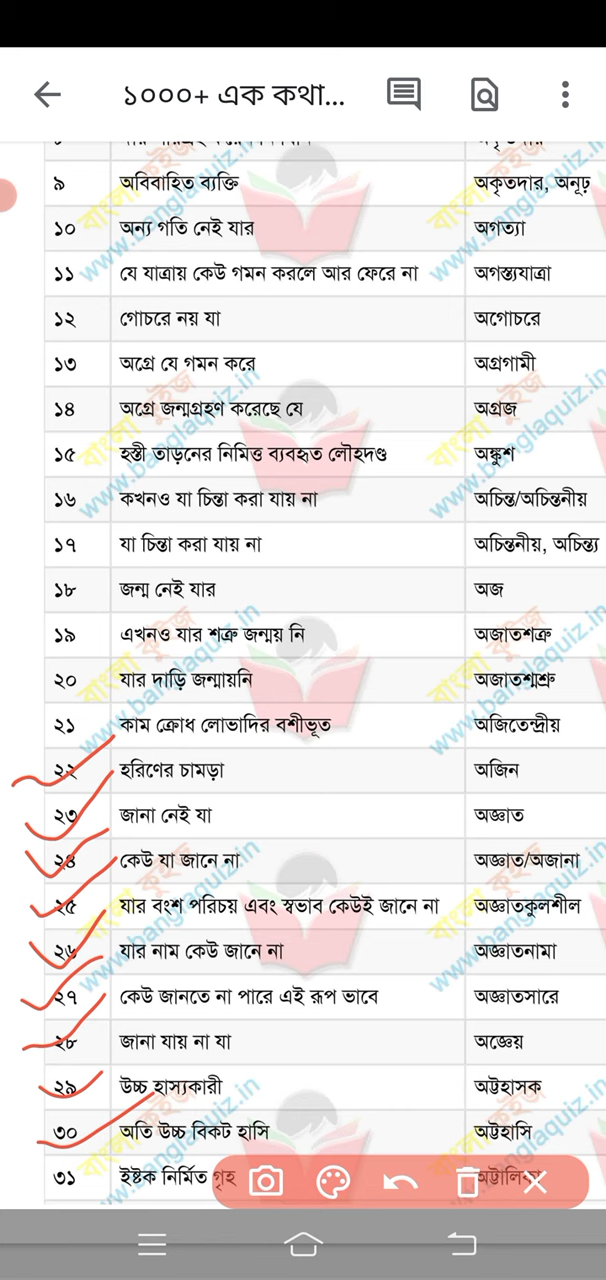 ১০০০+ এক কথা...
৯ অবিবাহিত ব্যক্তি অকৃতদার, অনূঢ়
১০ অন্য গতি নেই যার অগত্যা
১১ যে যাত্রায় কেউ গমন করলে আর ফেরে না অগস্ত্যযাত্রা
১২ গোচরে নয় যা অগোচরে
১৩ অগ্রে যে গমন করে অগ্রগামী
১৪ অগ্রে জন্মগ্রহণ করেছে যে অগ্রজ
১৫ হস্তী তাড়নের নিমিত্ত ব্যবহৃত লৌহদণ্ড অঙ্কুশ
১৬ কখনও যা চিন্তা করা যায় না অচিন্ত/অচিন্তনীয়
১৭ যা চিন্তা করা যায় না অচিন্তনীয়, অচিন্ত্য
১৮ জন্ম নেই যার অজ
১৯ এখনও যার শত্রু জন্ময় নি অজাতশত্রু
২০ যার দাড়ি জন্মায়নি অজাতশ্মশ্রু
২১ কাম ক্রোধ লোভাদির বশীভূত অজিতেন্দ্রীয়
২২ হরিণের চামড়া অজিন
২৩ জানা নেই যা অজ্ঞাত
২৪ কেউ যা জানে না অজ্ঞাত/অজানা
২৫ যার বংশ পরিচয় এবং স্বভাব কেউই জানে না অজ্ঞাতকুলশীল
২৬ যার নাম কেউ জানে না অজ্ঞাতনামা
২৭ কেউ জানতে না পারে এই রূপ ভাবে অজ্ঞাতসারে
২৮ জানা যায় না যা অজ্ঞেয়
২৯ উচ্চ হাস্যকারী অট্টহাসক
৩০ অতি উচ্চ বিকট হাসি অট্টহাসি
৩১ ইষ্টক নির্মিত গৃহ অট্টালিকা
বাংলা কুইজ
www.banglaquiz.in